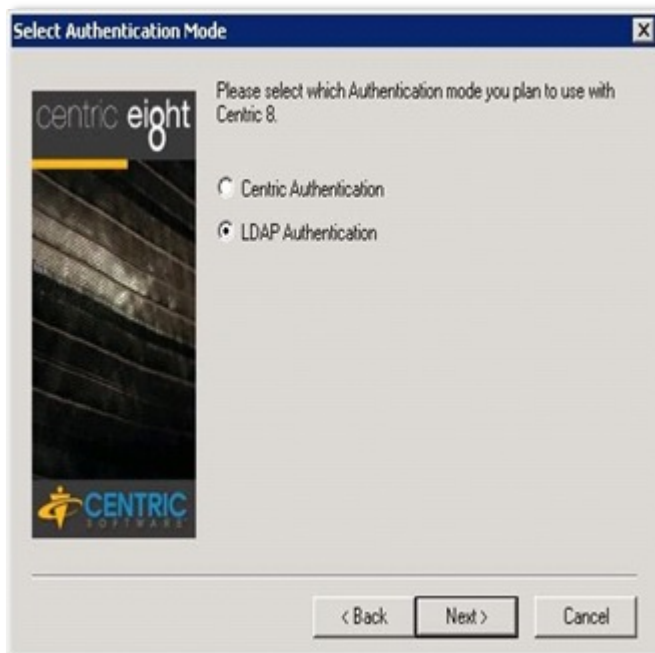 Select Authentication Mode
centric eight
Please select which Authentication mode you plan to use with
Centric 8.
Centric Authentication
LDAP Authentication
CENTRIC
SOFTWARE
< Back
Next >
Cancel